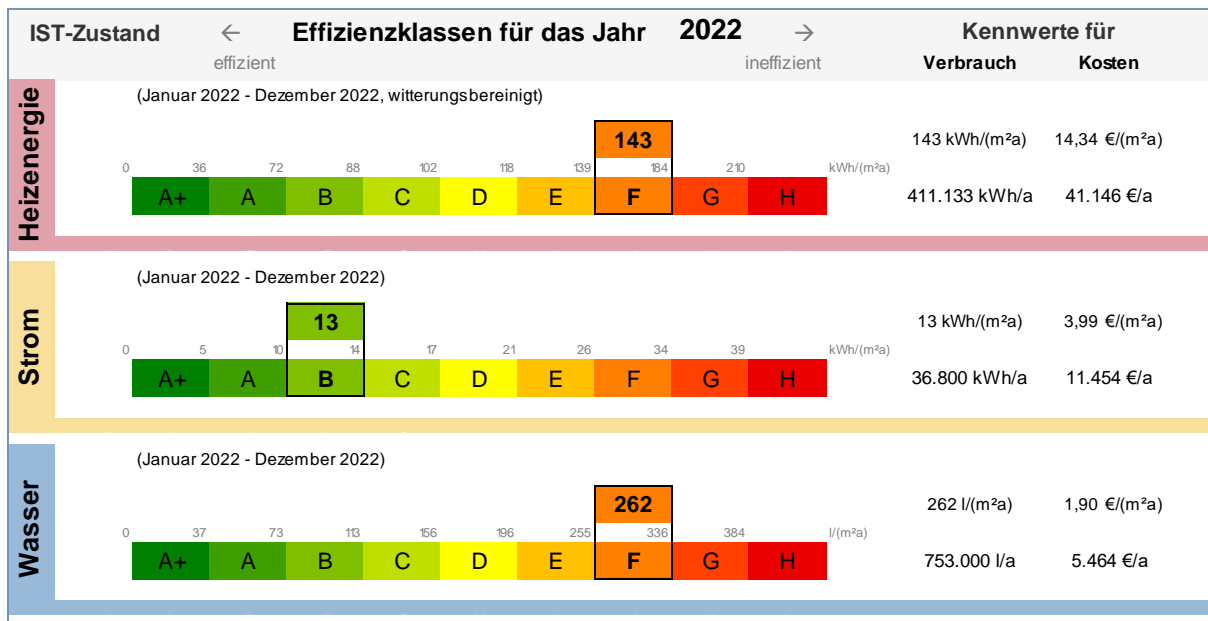 IST-Zustand ← Effizienzklassen für das Jahr 2022 → Kennwerte für
effizient ineffizient Verbrauch Kosten
Heizenergie
(Januar 2022 - Dezember 2022, witterungsbereinigt)
143 143 kWh/(m²a) 14,34 €/(m²a)
0 36 72 88 102 118 139 184 210 kWh/(m²a)
A+ A B C D E F G H 411.133 kWh/a 41.146 €/a
Strom
(Januar 2022 - Dezember 2022)
13 13 kWh/(m²a) 3,99 €/(m²a)
0 5 10 14 17 21 26 34 39 kWh/(m²a)
A+ A B C D E F G H 36.800 kWh/a 11.454 €/a
Wasser
(Januar 2022 - Dezember 2022)
262 262 l/(m²a) 1,90 €/(m²a)
0 37 73 113 156 196 255 336 384 l/(m²a)
A+ A B C D E F G H 753.000 l/a 5.464 €/a